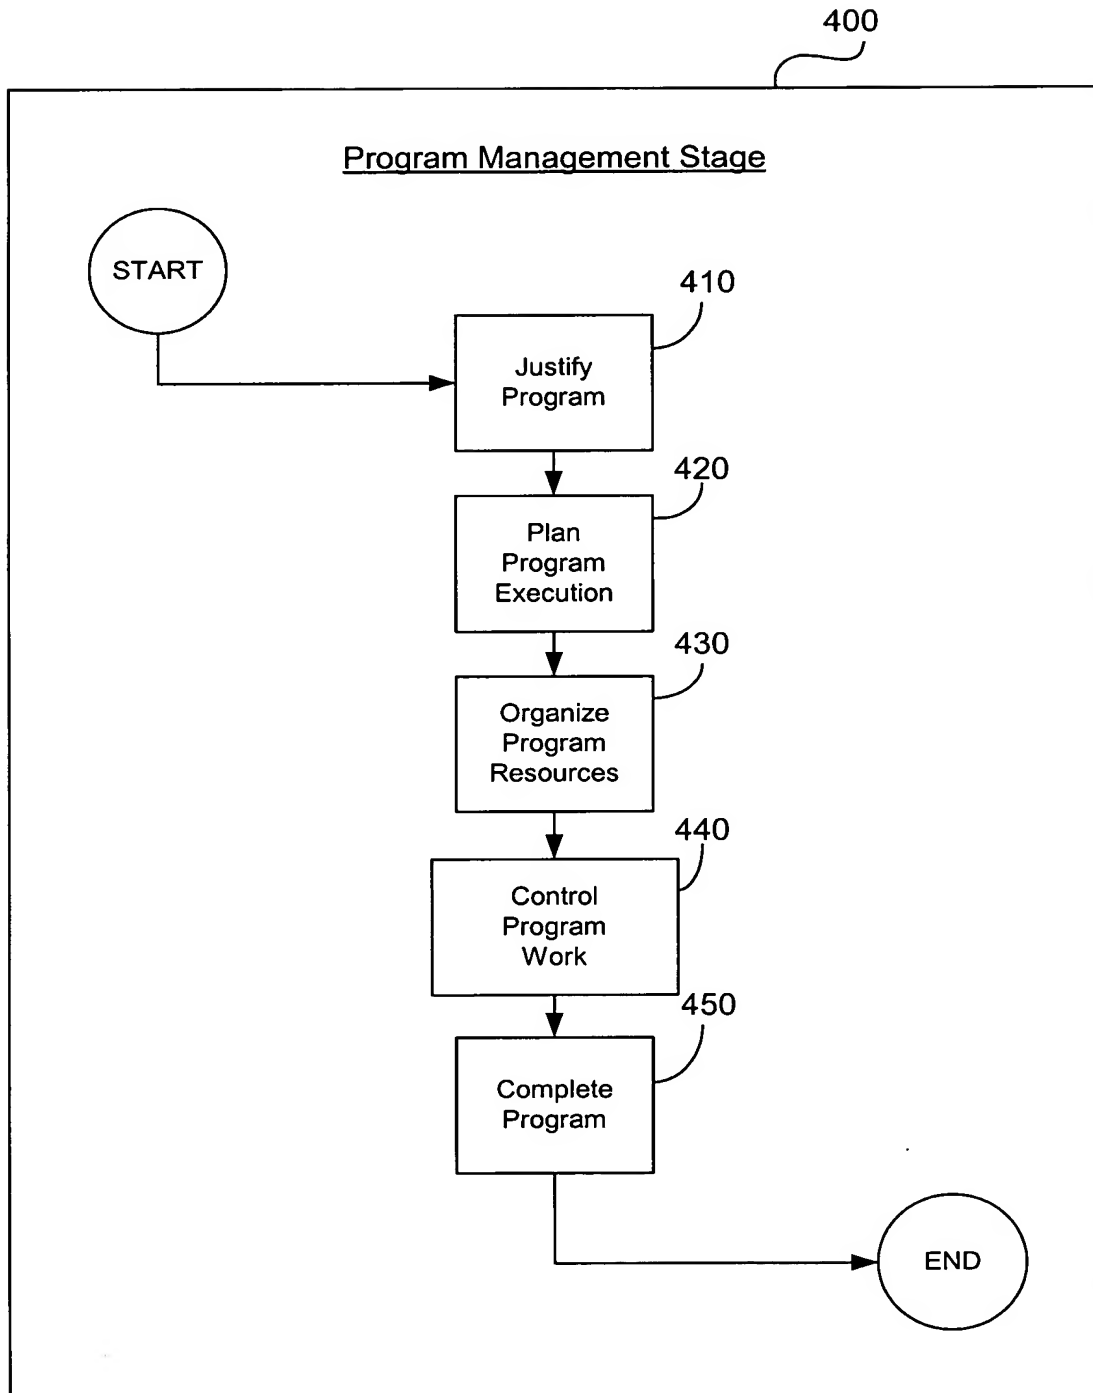 400
Program Management Stage
START
410
Justify
Program
420
Plan
Program
Execution
430
Organize
Program
Resources
440
Control
Program
Work
450
Complete
Program
END